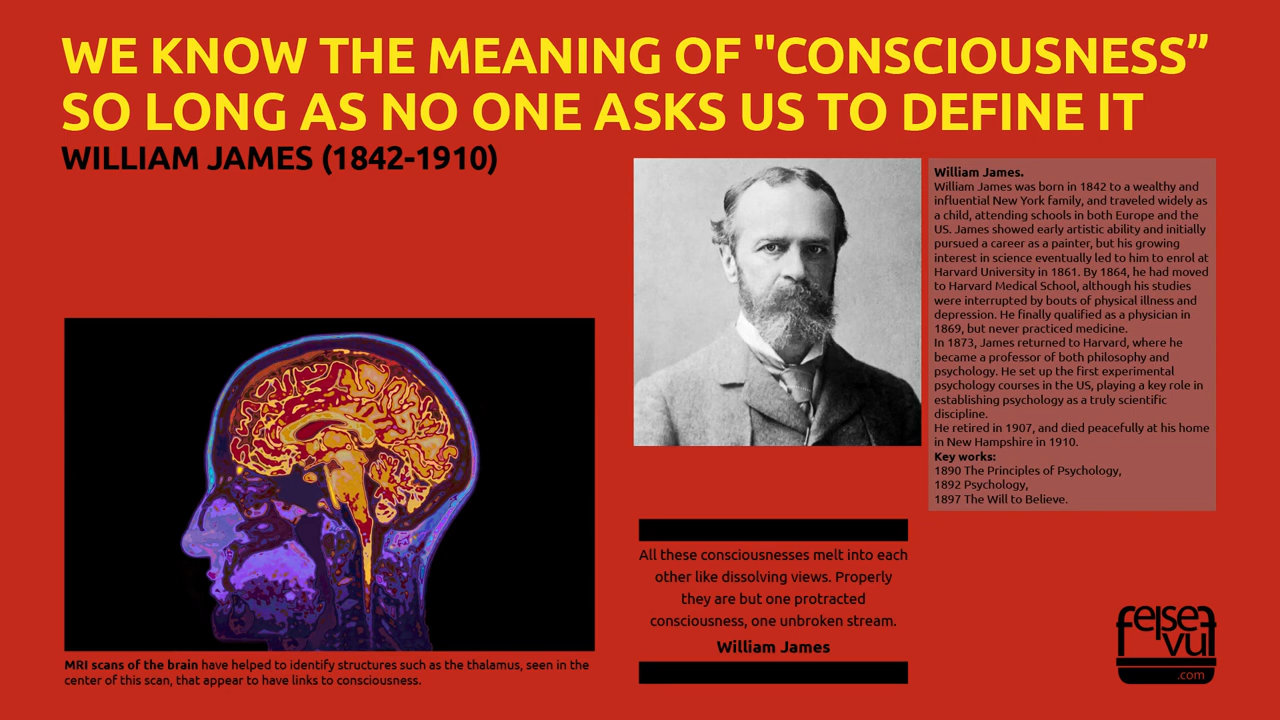 WE KNOW THE MEANING OF "CONSCIOUSNESS”
SO LONG AS NO ONE ASKS US TO DEFINE IT
WILLIAM JAMES (1842-1910)
William James.
William James was born in 1842 to a wealthy and
influential New York family, and traveled widely as
a child, attending schools in both Europe and the
US. James showed early artistic ability and initially
pursued a career as a painter, but his growing
interest in science eventually led to him to enrol at
Harvard University in 1861. By 1864, he had moved
to Harvard Medical School, although his studies
were interrupted by bouts of physical illness and
depression. He finally qualified as a physician in
1869, but never practiced medicine.
In 1873, James returned to Harvard, where he
became a professor of both philosophy and
psychology. He set up the first experimental
psychology courses in the US, playing a key role in
establishing psychology as a truly scientific
discipline.
He retired in 1907, and died peacefully at his home
in New Hampshire in 1910.
Key works:
1890 The Principles of Psychology,
1892 Psychology,
1897 The Will to Believe.
All these consciousnesses melt into each
other like dissolving views. Properly
they are but one protracted
consciousness, one unbroken stream.
William James
MRI scans of the brain have helped to identify structures such as the thalamus, seen in the
center of this scan, that appear to have links to consciousness.
felsef
vul
.com